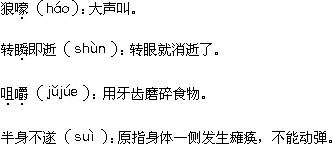 狼嚎（háo）：大声叫。
转瞬即逝（shùn）：转眼就消逝了。
咀嚼（jǔjúe）：用牙齿磨碎食物。
半身不遂（suì）：原指身体一侧发生瘫痪，不能动弹。